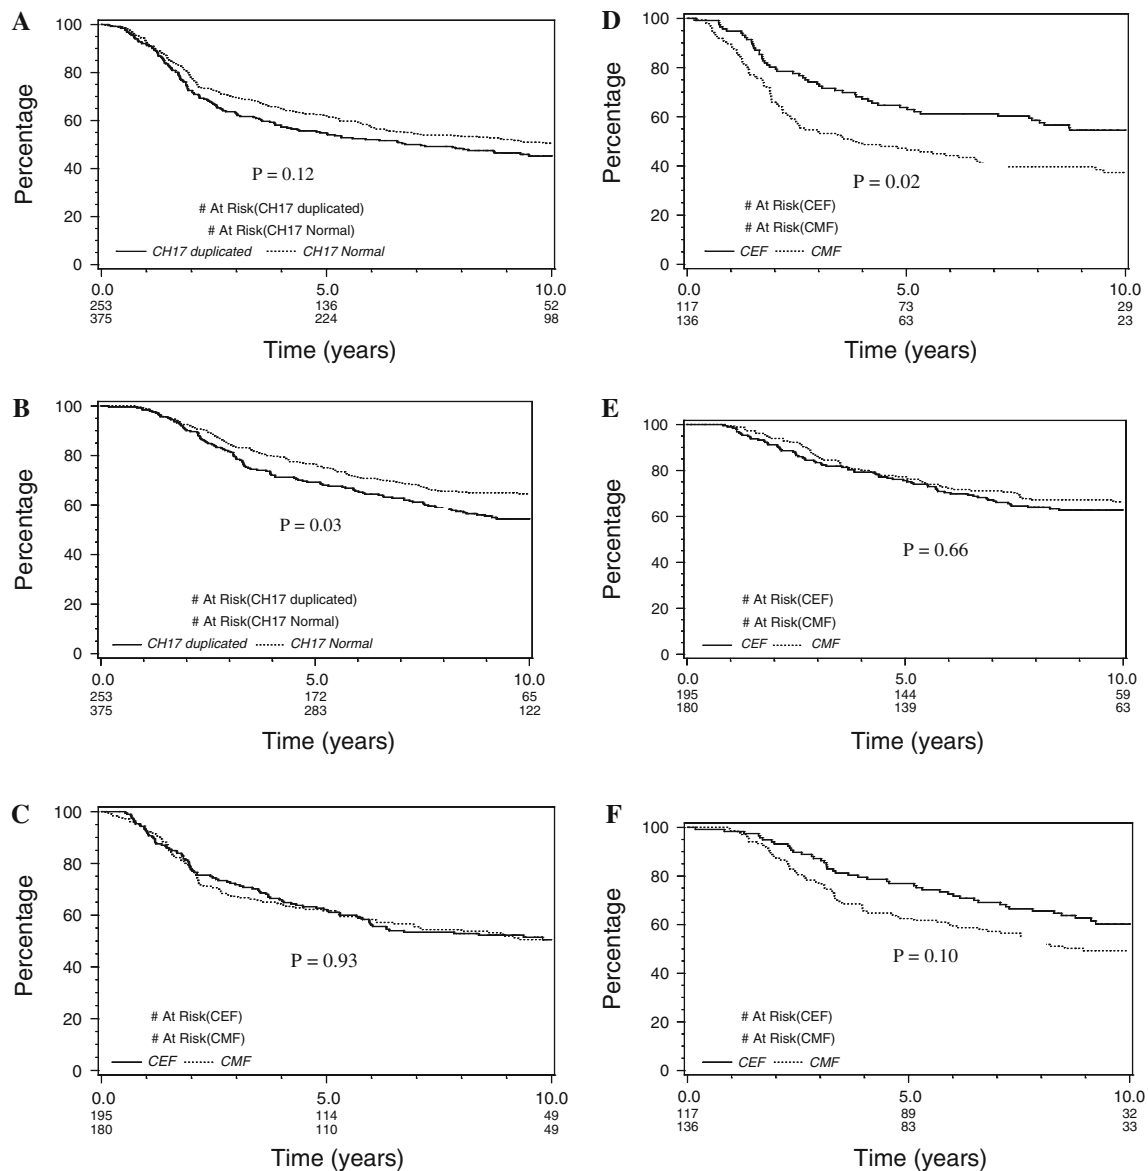 A
Percentage
100
80
60
40
20
0
P = 0.12
# At Risk(CH17 duplicated)
# At Risk(CH17 Normal)
CH17 duplicated CH17 Normal
0.0 5.0 10.0
253 136 52
375 224 98
Time (years)
B
Percentage
100
80
60
40
20
0
P = 0.03
# At Risk(CH17 duplicated)
# At Risk(CH17 Normal)
CH17 duplicated CH17 Normal
0.0 5.0 10.0
253 172 65
375 283 122
Time (years)
C
Percentage
100
80
60
40
20
0
P = 0.93
# At Risk(CEF)
# At Risk(CMF)
CEF CMF
0.0 5.0 10.0
195 114 49
180 110 49
Time (years)
D
Percentage
100
80
60
40
20
0
P = 0.02
# At Risk(CEF)
# At Risk(CMF)
CEF CMF
0.0 5.0 10.0
117 73 29
136 63 23
Time (years)
E
Percentage
100
80
60
40
20
0
P = 0.66
# At Risk(CEF)
# At Risk(CMF)
CEF CMF
0.0 5.0 10.0
195 144 59
180 139 63
Time (years)
F
Percentage
100
80
60
40
20
0
P = 0.10
# At Risk(CEF)
# At Risk(CMF)
CEF CMF
0.0 5.0 10.0
117 89 32
136 83 33
Time (years)